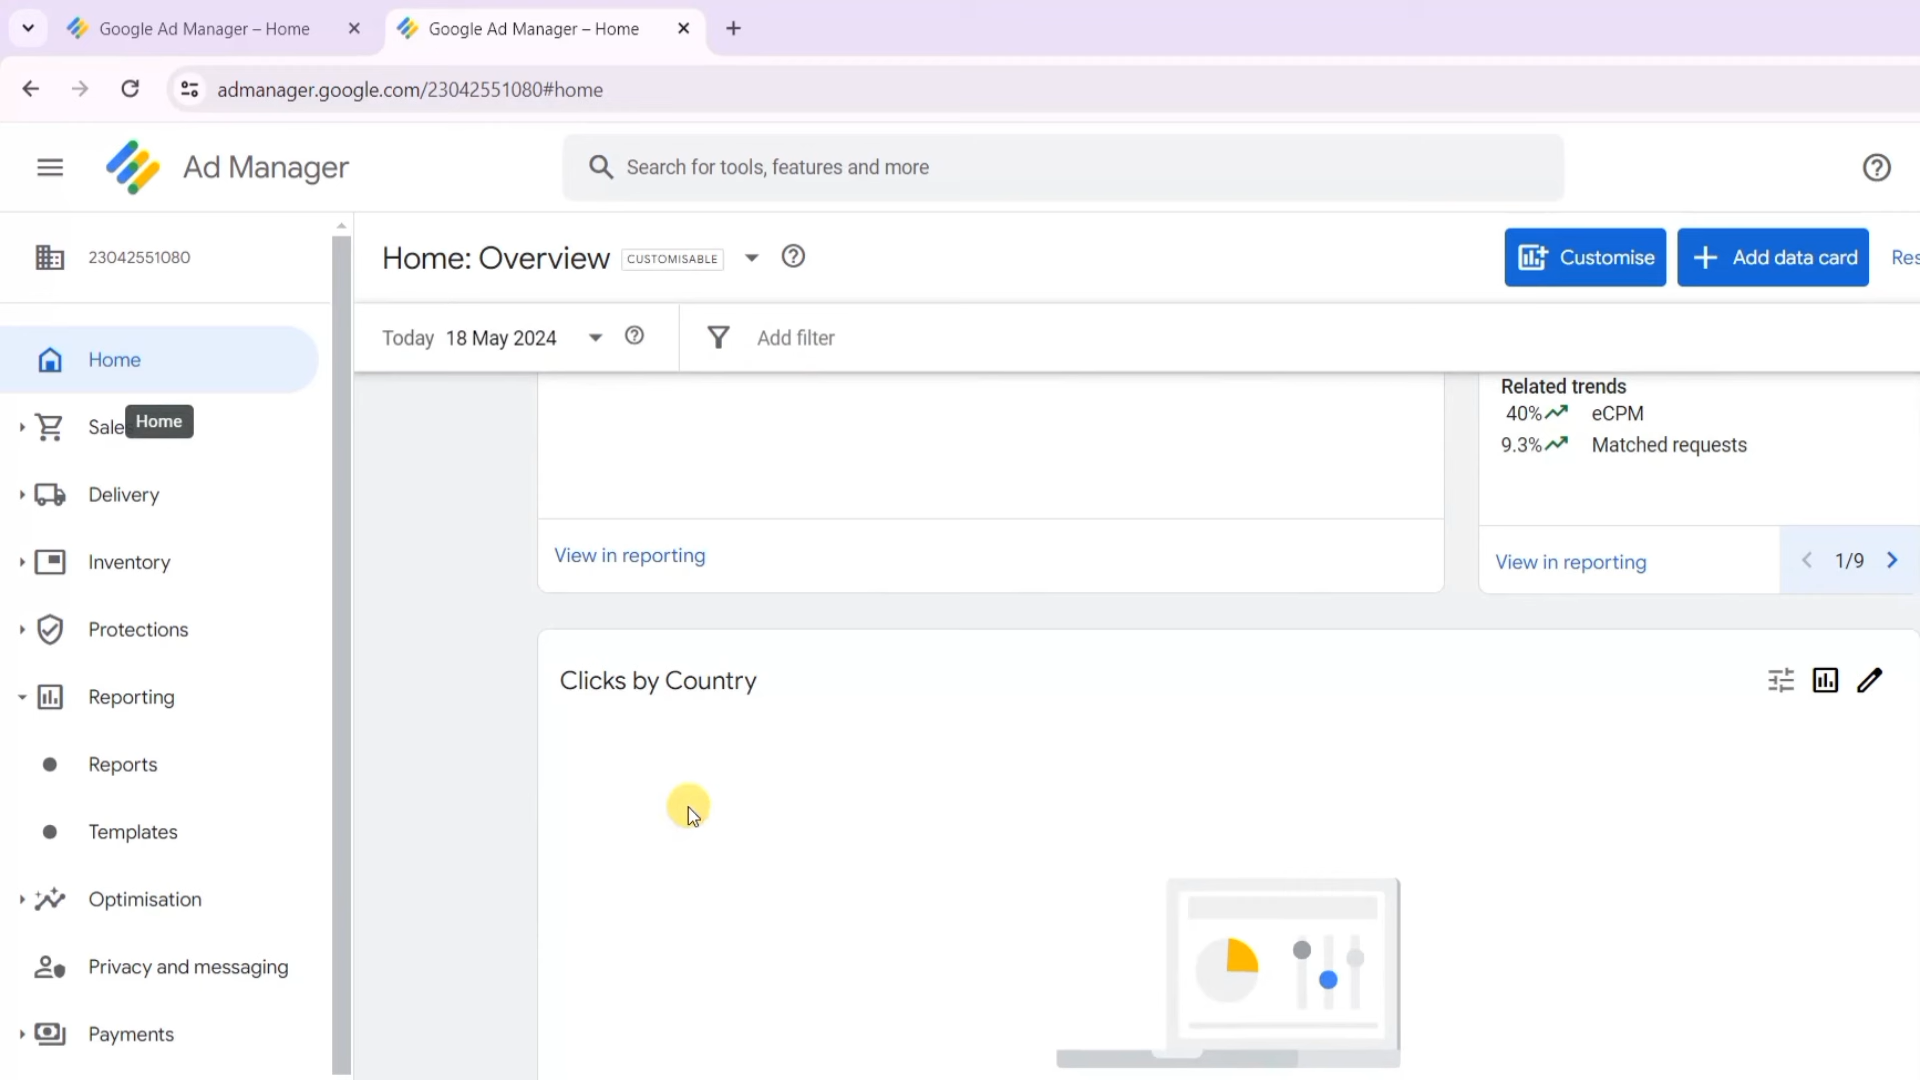 Google Ad Manager – Home
Google Ad Manager – Home
admanager.google.com/23042551080#home
Ad Manager
Search for tools, features and more
23042551080
Home: Overview CUSTOMISABLE
Customise
Add data card
Res
Today 18 May 2024
Add filter
Home
Home
Sale
Delivery
Inventory
Protections
Reporting
Reports
Templates
Optimisation
Privacy and messaging
Payments
Related trends
40% eCPM
9.3% Matched requests
View in reporting
View in reporting
1/9
Clicks by Country